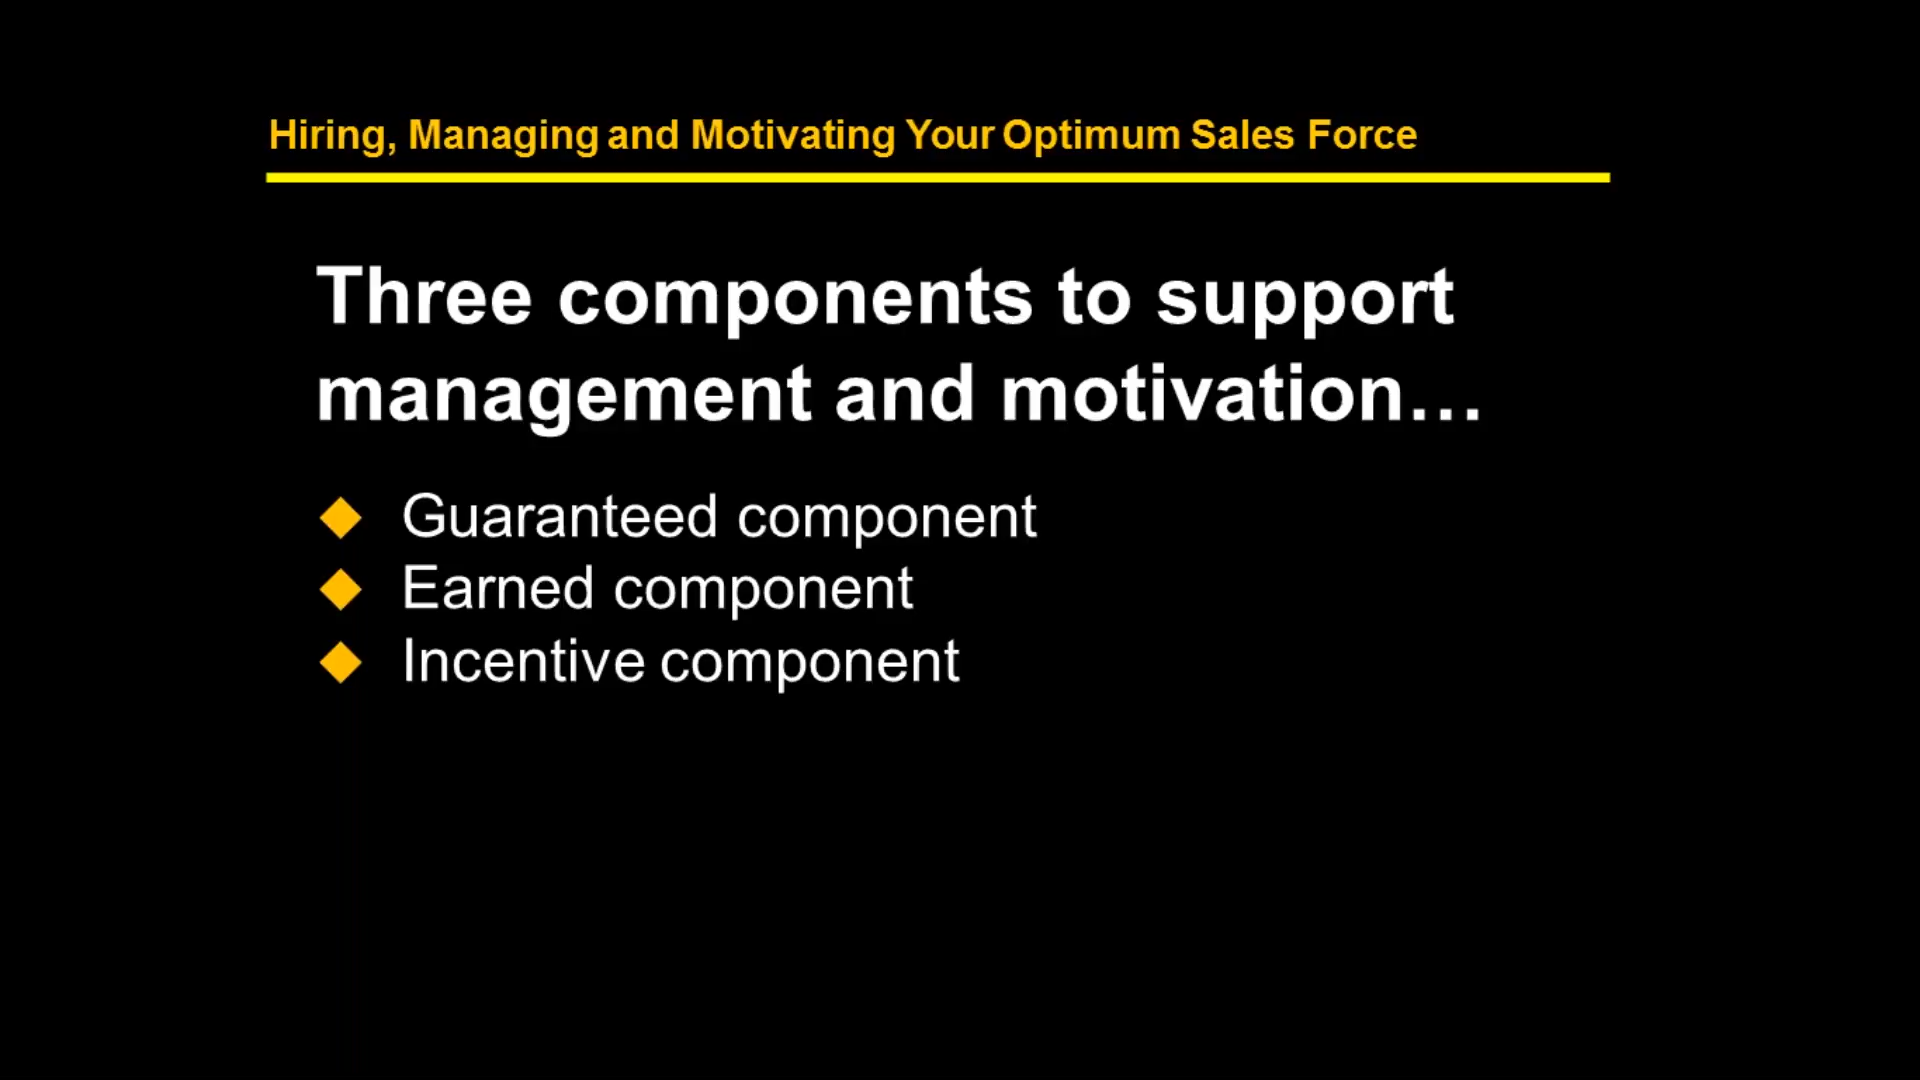 Hiring, Managing and Motivating Your Optimum Sales Force
Three components to support
management and motivation…
Guaranteed component
Earned component
Incentive component